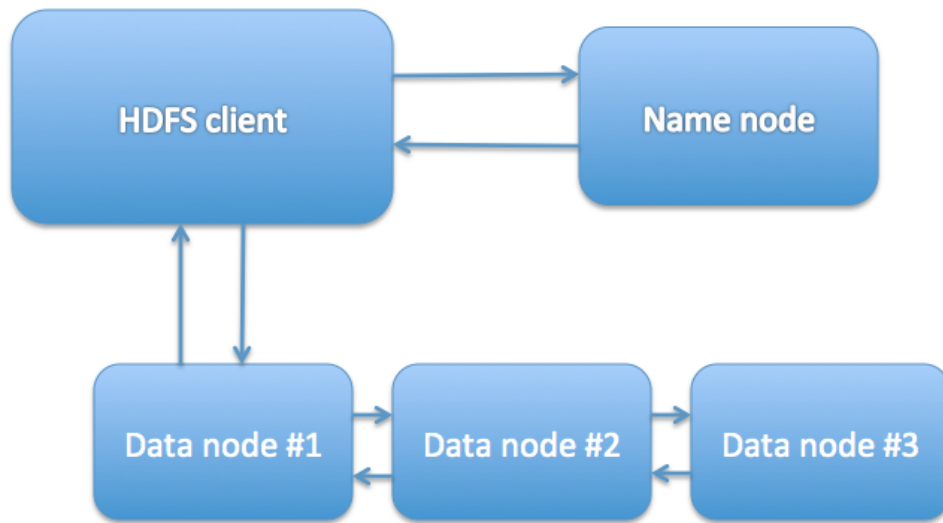 HDFS client
Name node
Data node #1
Data node #2
Data node #3